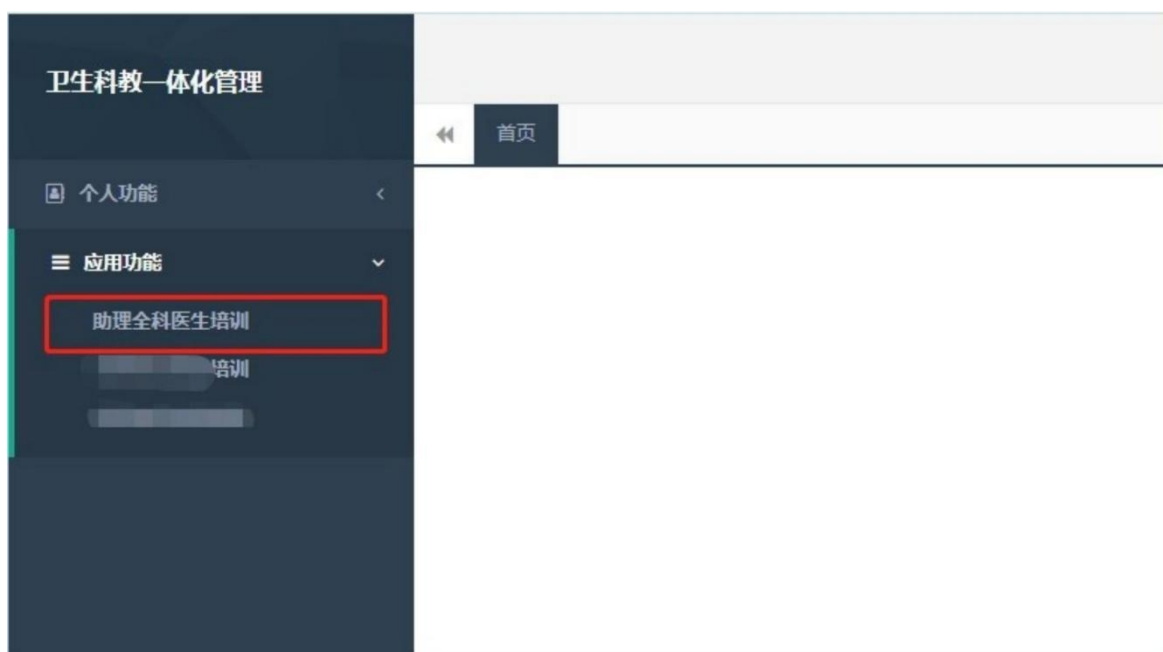 卫生科教一体化管理
首页
个人功能
应用功能
助理全科医生培训
培训